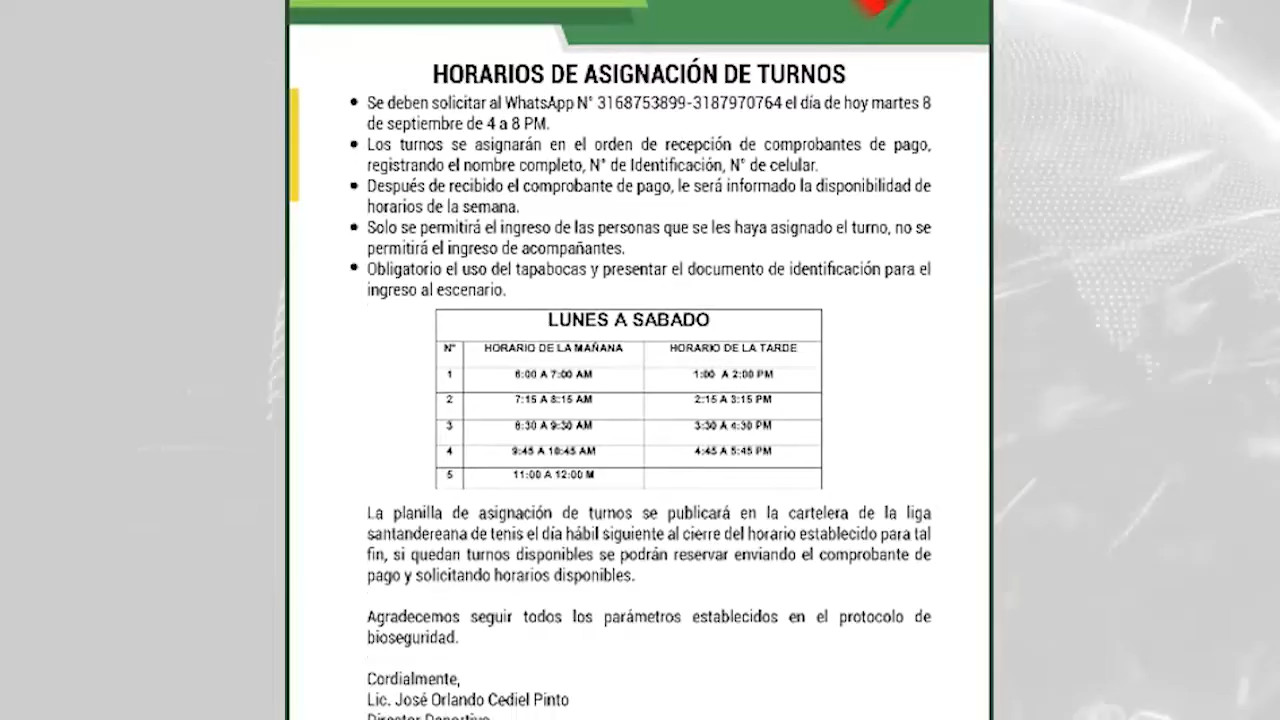 HORARIOS DE ASIGNACIÓN DE TURNOS
• Se deben solicitar al WhatsApp N° 3168753899-3187970764 el día de hoy martes 8
de septiembre de 4 a 8 PM.
• Los turnos se asignarán en el orden de recepción de comprobantes de pago,
registrando el nombre completo, N° de Identificación, N° de celular.
• Después de recibido el comprobante de pago, le será informado la disponibilidad de
horarios de la semana.
• Solo se permitirá el ingreso de las personas que se les haya asignado el turno, no se
permitirá el ingreso de acompañantes.
• Obligatorio el uso del tapabocas y presentar el documento de identificación para el
ingreso al escenario.
LUNES A SABADO
N° HORARIO DE LA MAÑANA HORARIO DE LA TARDE
1 6:00 A 7:00 AM 1:00 A 2:00 PM
2 7:15 A 8:15 AM 2:15 A 3:15 PM
3 8:30 A 9:30 AM 3:30 A 4:30 PM
4 9:45 A 10:45 AM 4:45 A 5:45 PM
5 11:00 A 12:00 M
La planilla de asignación de turnos se publicará en la cartelera de la liga
santandereana de tenis el día hábil siguiente al cierre del horario establecido para tal
fin, si quedan turnos disponibles se podrán reservar enviando el comprobante de
pago y solicitando horarios disponibles.
Agradecemos seguir todos los parámetros establecidos en el protocolo de
bioseguridad.
Cordialmente,
Lic. José Orlando Cediel Pinto
Director Deportivo